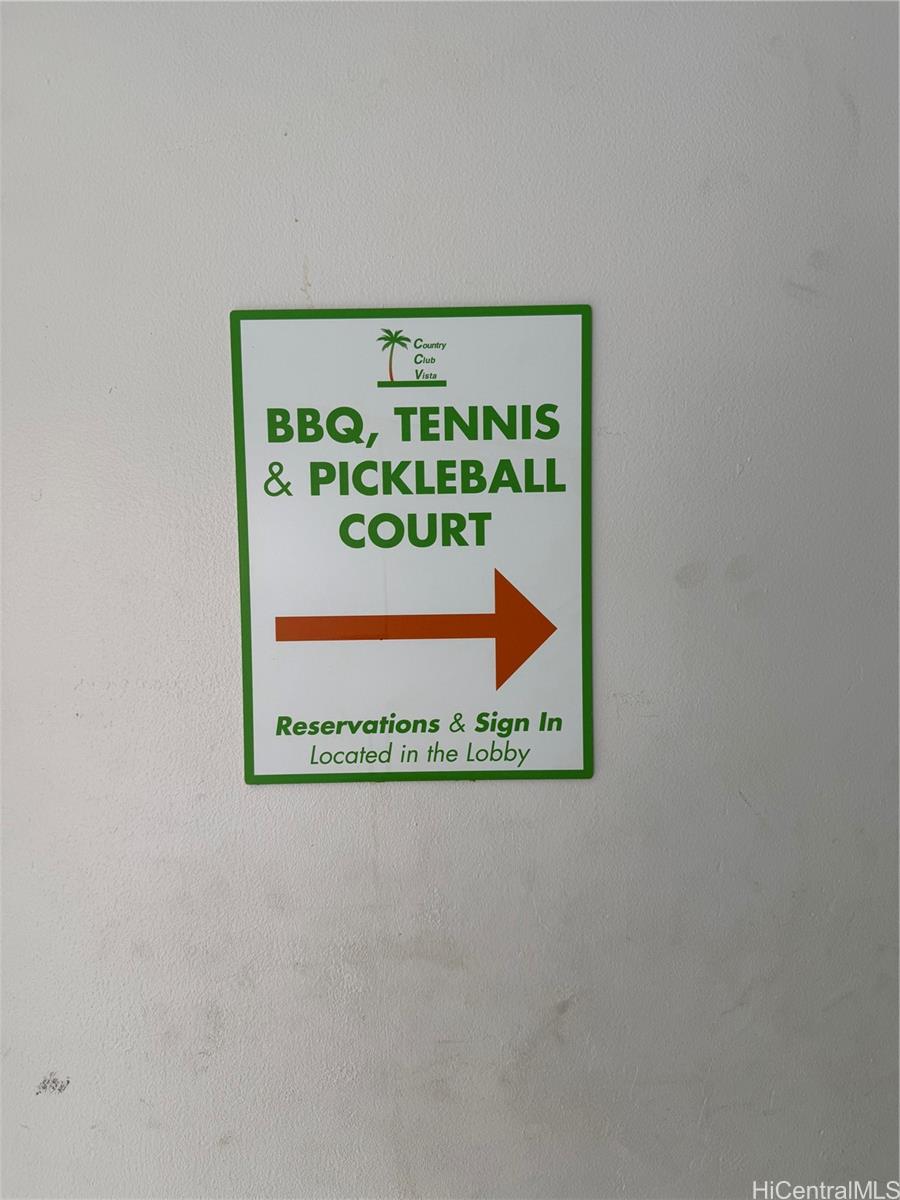 Country
Club
Vista
BBQ, TENNIS
& PICKLEBALL
COURT
Reservations & Sign In
Located in the Lobby
HiCentralMLS